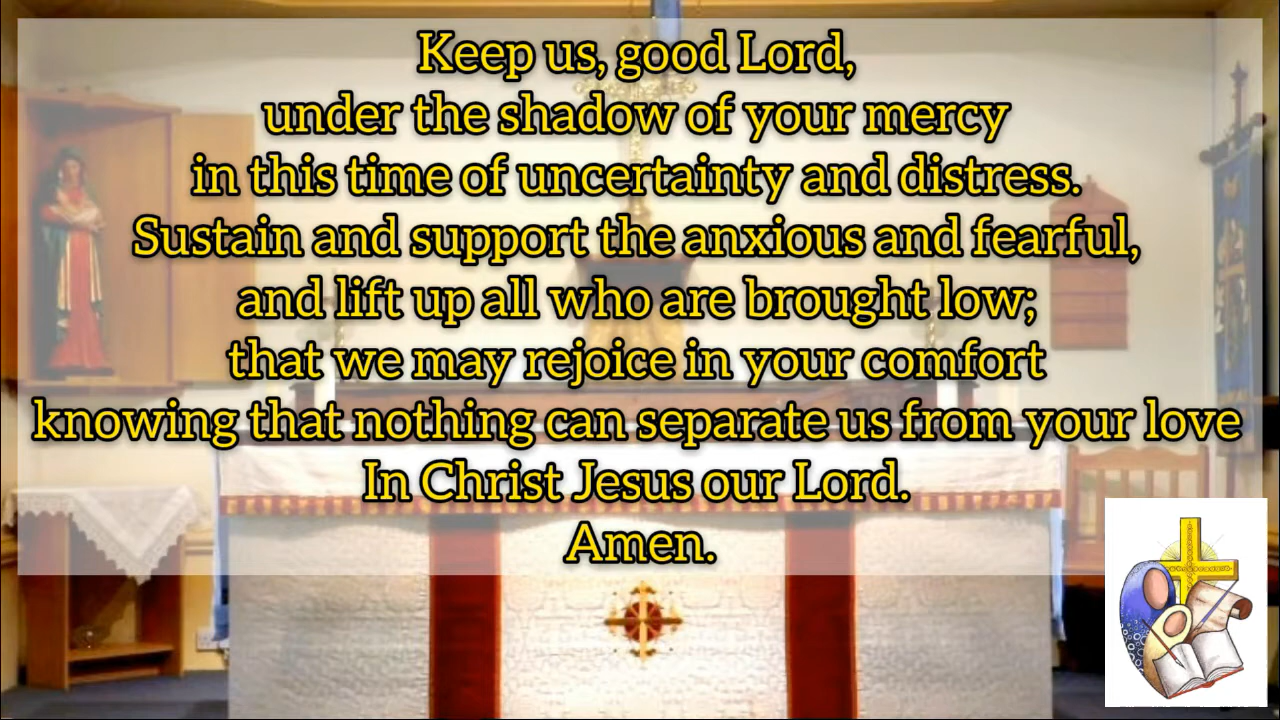 Keep us, good Lord,
under the shadow of your mercy
in this time of uncertainty and distress.
Sustain and support the anxious and fearful,
and lift up all who are brought low;
that we may rejoice in your comfort
knowing that nothing can separate us from your love
In Christ Jesus our Lord.
Amen.